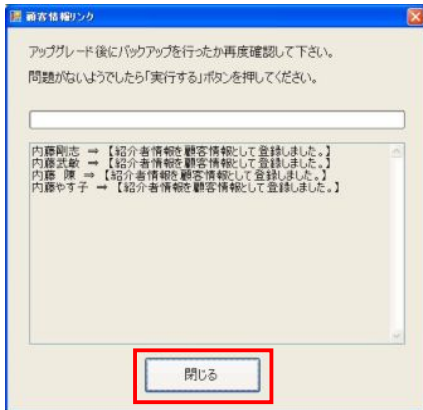 顧客情報リンク
アップグレード後にバックアップを行ったか再度確認して下さい。
問題がないようでしたら「実行する」ボタンを押してください。
内藤剛志 ⇒ 【紹介者情報を顧客情報として登録しました。】
内藤武敏 ⇒ 【紹介者情報を顧客情報として登録しました。】
内藤 陳 ⇒ 【紹介者情報を顧客情報として登録しました。】
内藤やす子 ⇒ 【紹介者情報を顧客情報として登録しました。】
閉じる